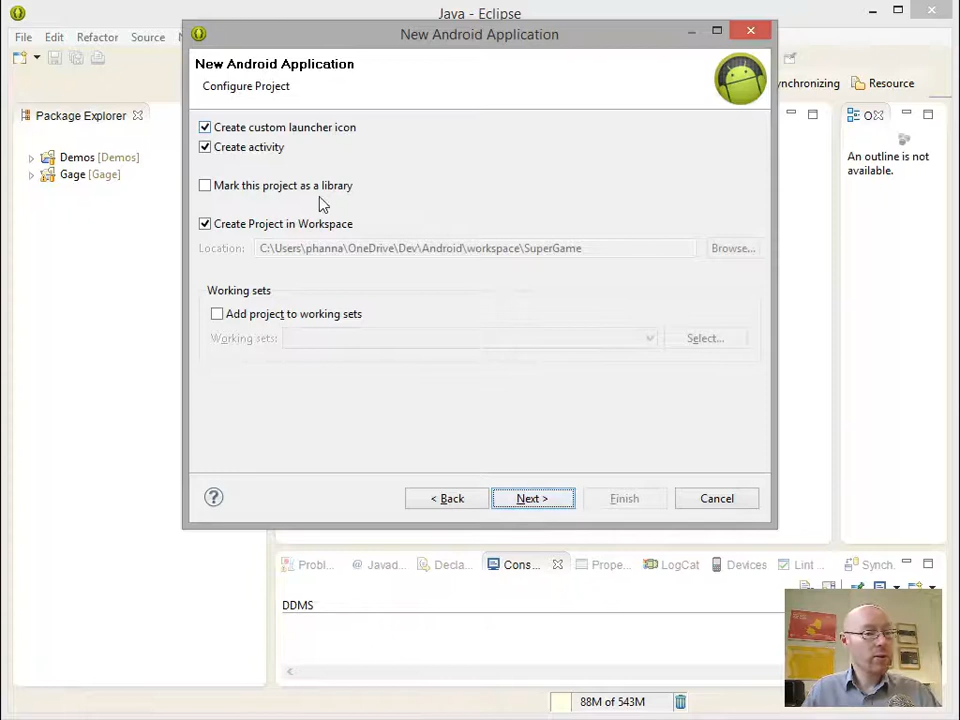 Java - Eclipse
New Android Application
File Edit Refactor Source
New Android Application
Configure Project
Synchronizing Resource
Package Explorer
Create custom launcher icon
Create activity
An outline is not
available.
Demos [Demos]
Gage [Gage]
Mark this project as a library
Create Project in Workspace
Location: C:\Users\phanna\OneDrive\Dev\Android\workspace\SuperGame Browse...
Working sets
Add project to working sets
Working sets: Select...
< Back Next > Finish Cancel
Probl... @ Javad... Decla... Cons... Prope... LogCat Devices Lint ... Synch.
DDMS
88M of 543M